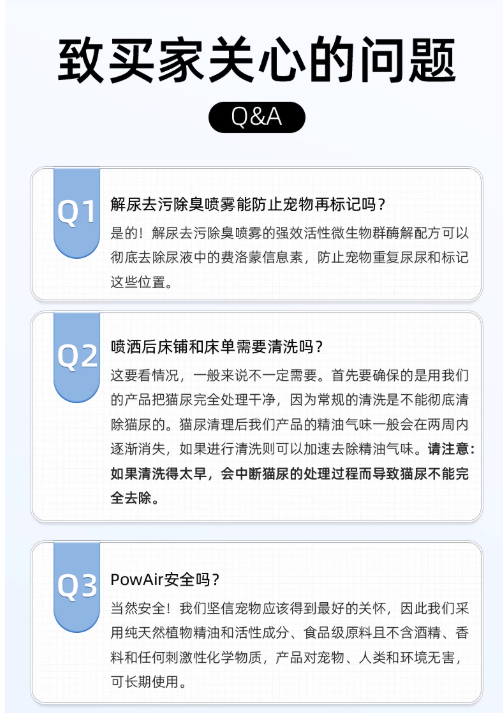 致买家关心的问题
Q&A
Q1
解尿去污除臭喷雾能防止宠物再标记吗？
是的！解尿去污除臭喷雾的强效活性微生物群酶解配方可以
彻底去除尿液中的费洛蒙信息素，防止宠物重复尿尿和标记
这些位置。
Q2
喷洒后床铺和床单需要清洗吗？
这要看情况，一般来说不一定需要。首先要确保的是用我们
的产品把猫尿完全处理干净，因为常规的清洗是不能彻底清
除猫尿的。猫尿清理后我们产品的精油气味一般会在两周内
逐渐消失，如果进行清洗则可以加速去除精油气味。请注意：
如果清洗得太早，会中断猫尿的处理过程而导致猫尿不能完
全去除。
Q3
PowAir安全吗？
当然安全！我们坚信宠物应该得到最好的关怀，因此我们采
用纯天然植物精油和活性成分、食品级原料且不含酒精、香
料和任何刺激性化学物质，产品对宠物、人类和环境无害，
可长期使用。